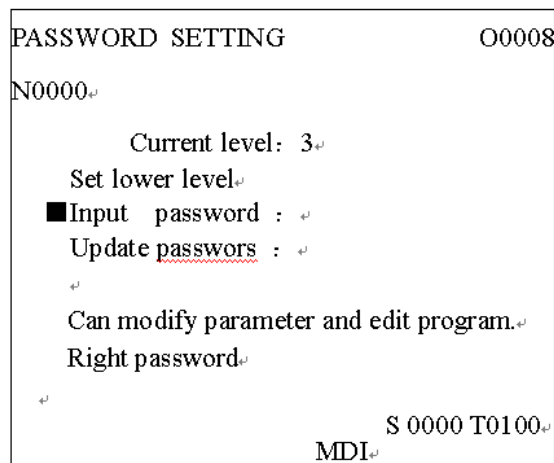 PASSWORD SETTING O0008
N0000
Current level： 3
Set lower level
Input password ：
Update passwors ：
Can modify parameter and edit program.
Right password
S 0000 T0100
MDI